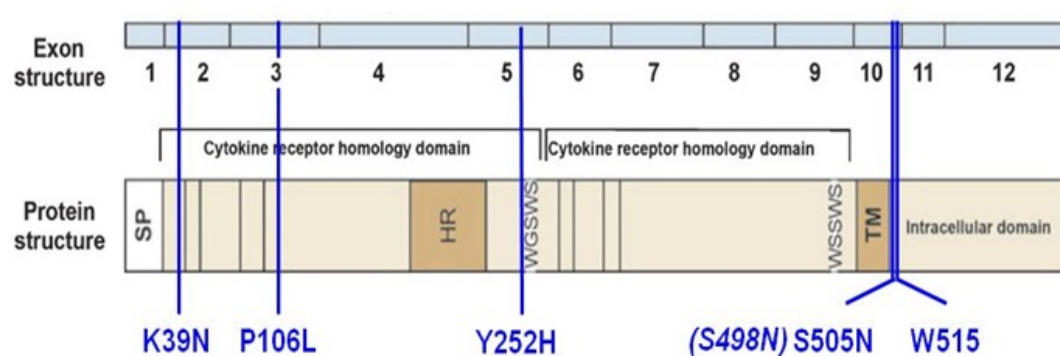 Exon
structure
1 2 3 4 5 6 7 8 9 10 11 12
Cytokine receptor homology domain
Cytokine receptor homology domain
Protein
structure
SP
HR
WGSWS
WSSWS
TM
Intracellular domain
K39N P106L Y252H (S498N) S505N W515